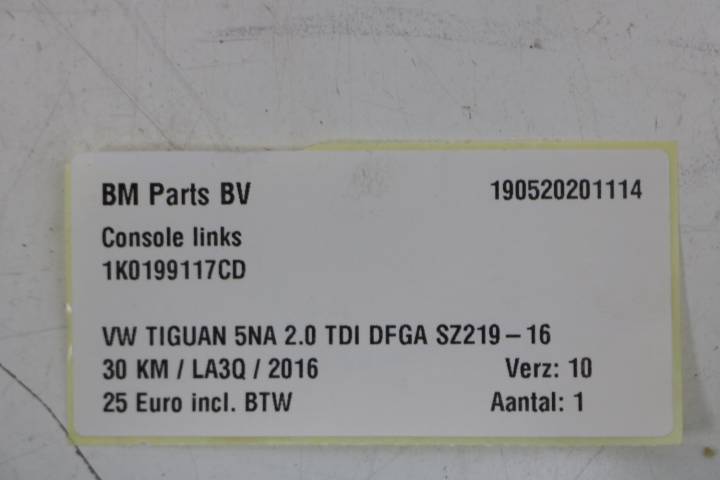 BM Parts BV 190520201114
Console links
1K0199117CD
VW TIGUAN 5NA 2.0 TDI DFGA SZ219 – 16
30 KM / LA3Q / 2016 Verz: 10
25 Euro incl. BTW Aantal: 1